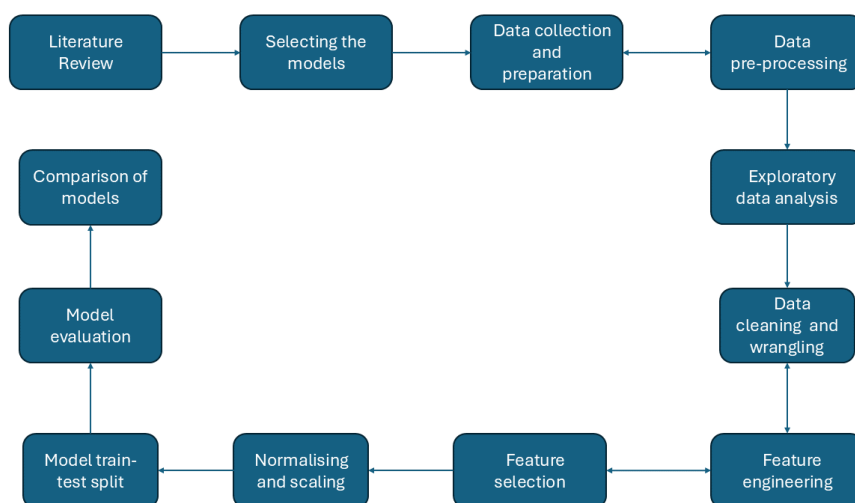 Literature
Review
Selecting the
models
Data collection
and
preparation
Data
pre-processing
Exploratory
data analysis
Data
cleaning and
wrangling
Feature
engineering
Feature
selection
Normalising
and scaling
Model train-
test split
Model
evaluation
Comparison of
models